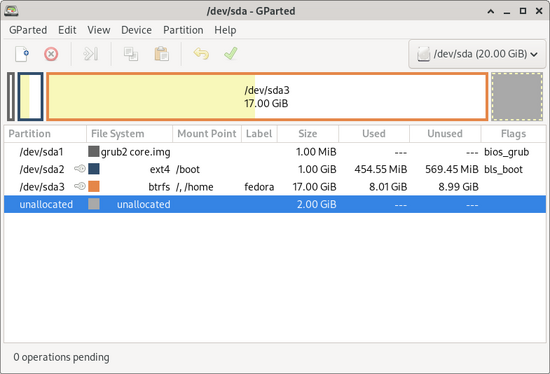 /dev/sda - GParted
GParted Edit View Device Partition Help
/dev/sda (20.00 GiB)
/dev/sda3
17.00 GiB
Partition File System Mount Point Label Size Used Unused Flags
/dev/sda1 grub2 core.img 1.00 MiB --- --- bios_grub
/dev/sda2 ext4 /boot 1.00 GiB 454.55 MiB 569.45 MiB bls_boot
/dev/sda3 btrfs /, /home fedora 17.00 GiB 8.01 GiB 8.99 GiB
unallocated unallocated 2.00 GiB --- ---
0 operations pending